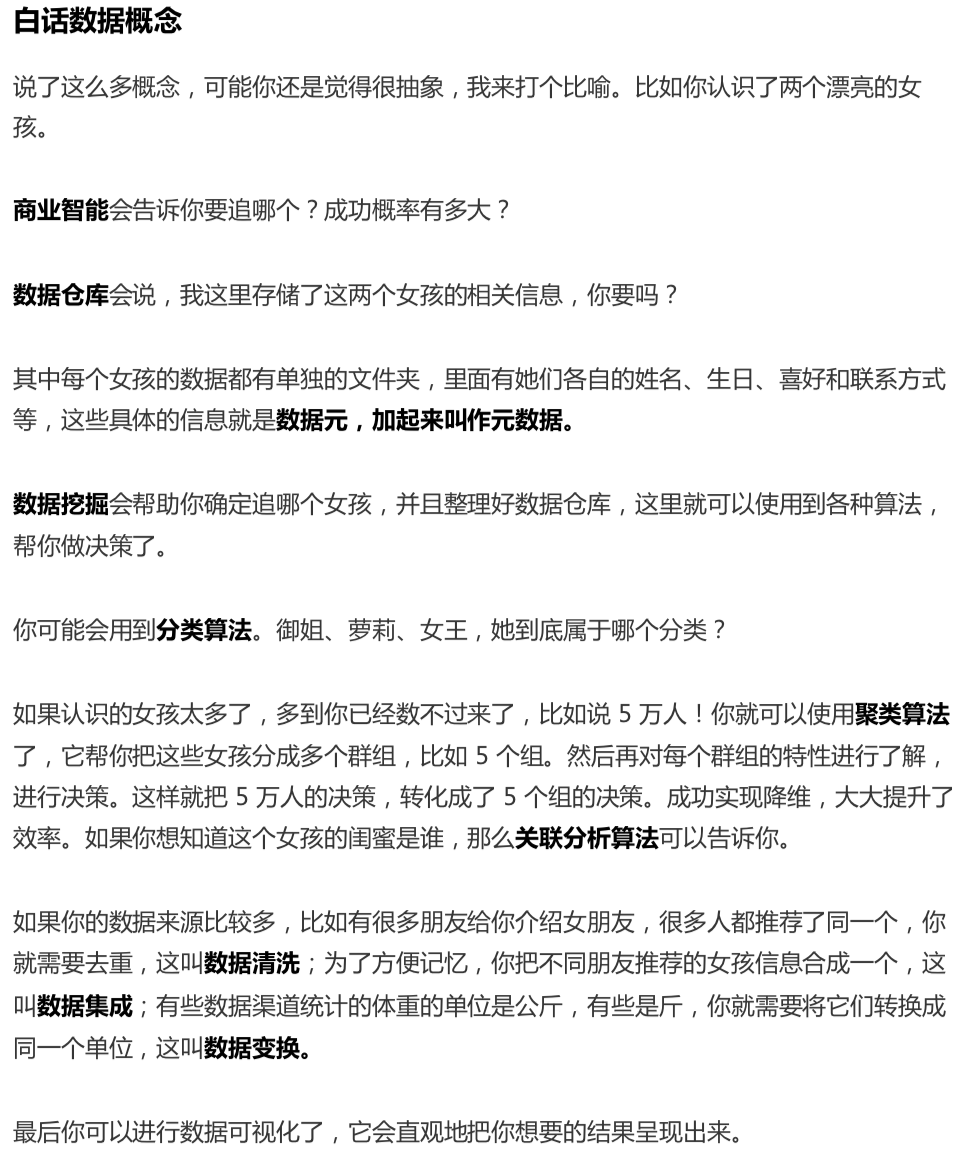 白话数据概念
说了这么多概念，可能你还是觉得很抽象，我来打个比喻。比如你认识了两个漂亮的女
孩。
商业智能会告诉你要追哪个？成功概率有多大？
数据仓库会说，我这里存储了这两个女孩的相关信息，你要吗？
其中每个女孩的数据都有单独的文件夹，里面有她们各自的姓名、生日、喜好和联系方式
等，这些具体的信息就是数据元，加起来叫作元数据。
数据挖掘会帮助你确定追哪个女孩，并且整理好数据仓库，这里就可以使用到各种算法，
帮你做决策了。
你可能会用到分类算法。御姐、萝莉、女王，她到底属于哪个分类？
如果认识的女孩太多了，多到你已经数不过来了，比如说 5 万人！你就可以使用聚类算法
了，它帮你把这些女孩分成多个群组，比如 5 个组。然后再对每个群组的特性进行了解，
进行决策。这样就把 5 万人的决策，转化成了 5 个组的决策。成功实现降维，大大提升了
效率。如果你想知道这个女孩的闺蜜是谁，那么关联分析算法可以告诉你。
如果你的数据来源比较多，比如有很多朋友给你介绍女朋友，很多人都推荐了同一个，你
就需要去重，这叫数据清洗；为了方便记忆，你把不同朋友推荐的女孩信息合成一个，这
叫数据集成；有些数据渠道统计的体重的单位是公斤，有些是斤，你就需要将它们转换成
同一个单位，这叫数据变换。
最后你可以进行数据可视化了，它会直观地把你想要的结果呈现出来。